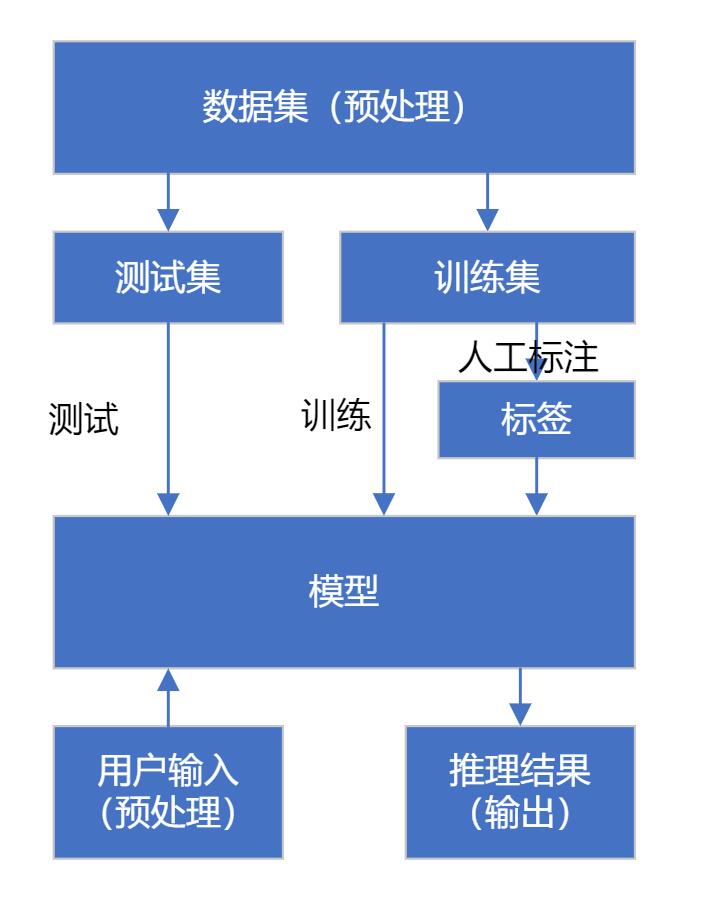 数据集（预处理）
测试集
训练集
人工标注
测试
训练
标签
模型
用户输入
（预处理）
推理结果
（输出）